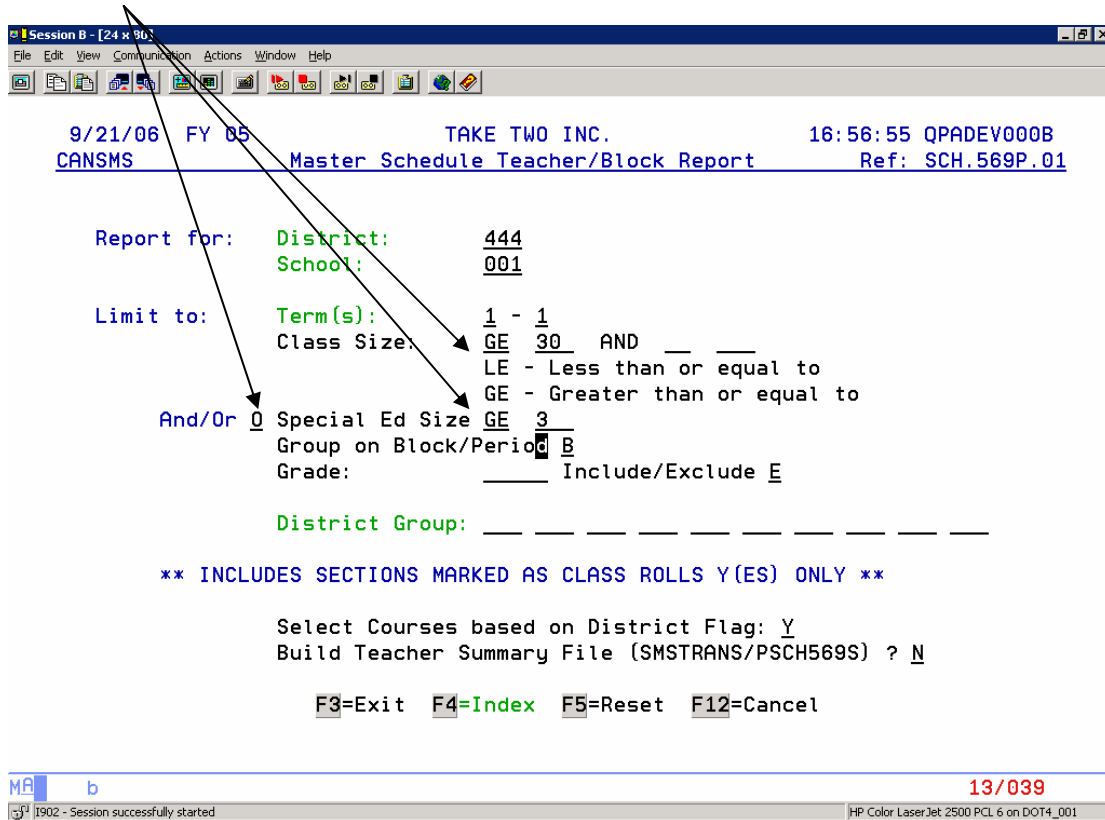 Session B - [24 x 80]
File Edit View Communication Actions Window Help
9/21/06 FY 05 TAKE TWO INC. 16:56:55 QPADEV000B
CANSMS Master Schedule Teacher/Block Report Ref: SCH.569P.01
Report for: District: 444
School: 001
Limit to: Term(s): 1 - 1
Class Size: GE 30 AND
LE - Less than or equal to
GE - Greater than or equal to
And/Or O Special Ed Size GE 3
Group on Block/Period B
Grade: Include/Exclude E
District Group:
** INCLUDES SECTIONS MARKED AS CLASS ROLLS Y(ES) ONLY **
Select Courses based on District Flag: Y
Build Teacher Summary File (SMSTRANS/PSCH569S) ? N
F3=Exit F4=Index F5=Reset F12=Cancel
MA b 13/039
I902 - Session successfully started HP Color LaserJet 2500 PCL 6 on DOT4_001